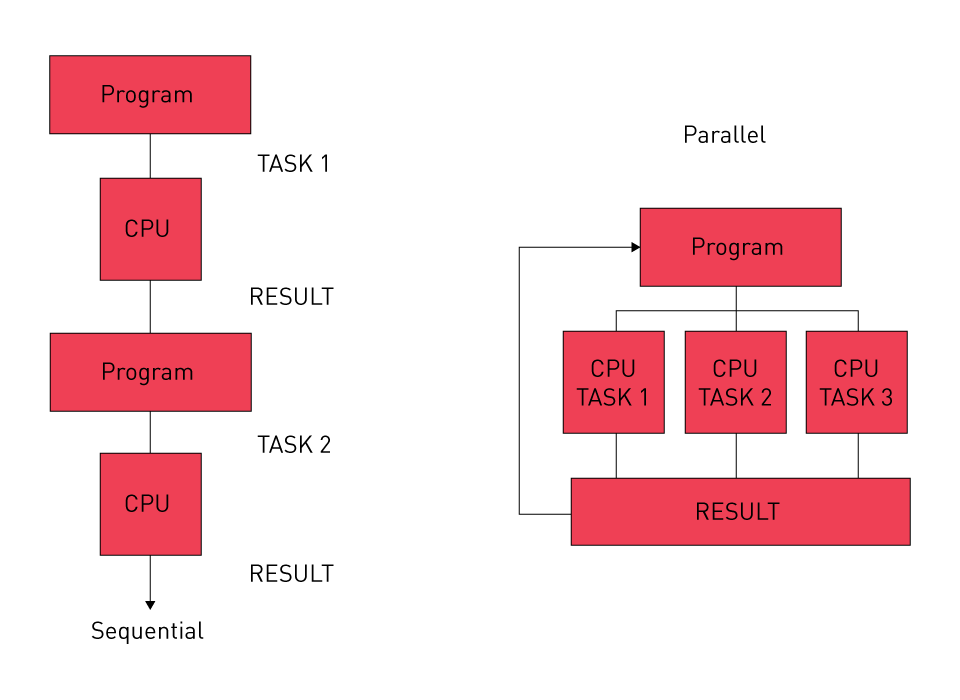 Program
TASK 1
CPU
RESULT
Program
TASK 2
CPU
RESULT
Sequential
Parallel
Program
CPU
TASK 1
CPU
TASK 2
CPU
TASK 3
RESULT